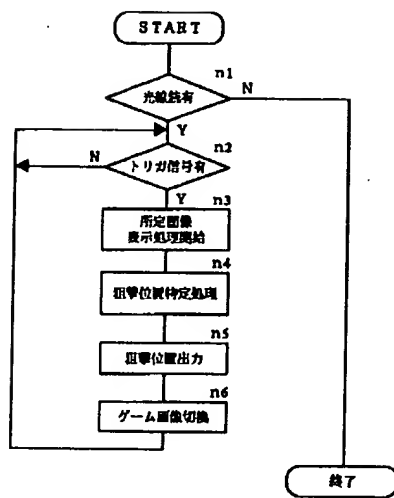 START
n1
光線銃有
N
Y
n2
トリガ信号有
N
Y
n3
所定画像
表示処理開始
n4
狙撃位置特定処理
n5
狙撃位置出力
n6
ゲーム画像切換
終了